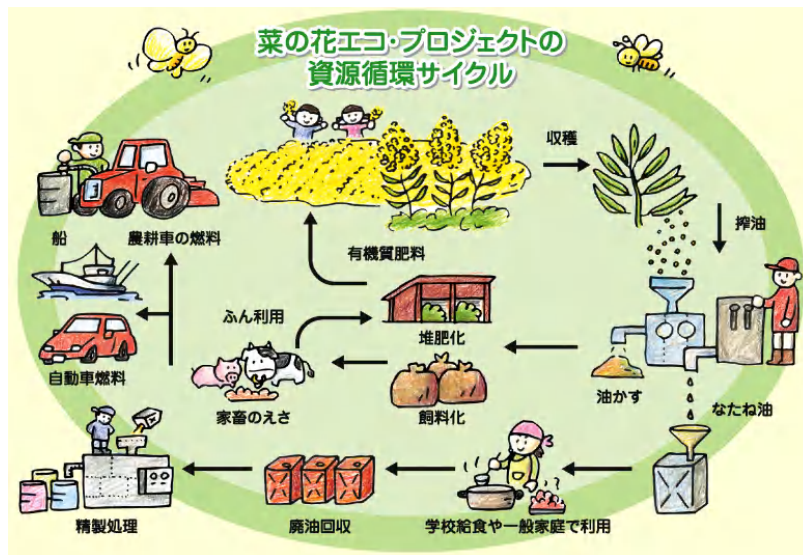 菜の花エコ・プロジェクトの
資源循環サイクル
収穫
搾油
船
農耕車の燃料
有機質肥料
ふん利用
堆肥化
自動車燃料
家畜のえさ
飼料化
油かす
なたね油
精製処理
廃油回収
学校給食や一般家庭で利用